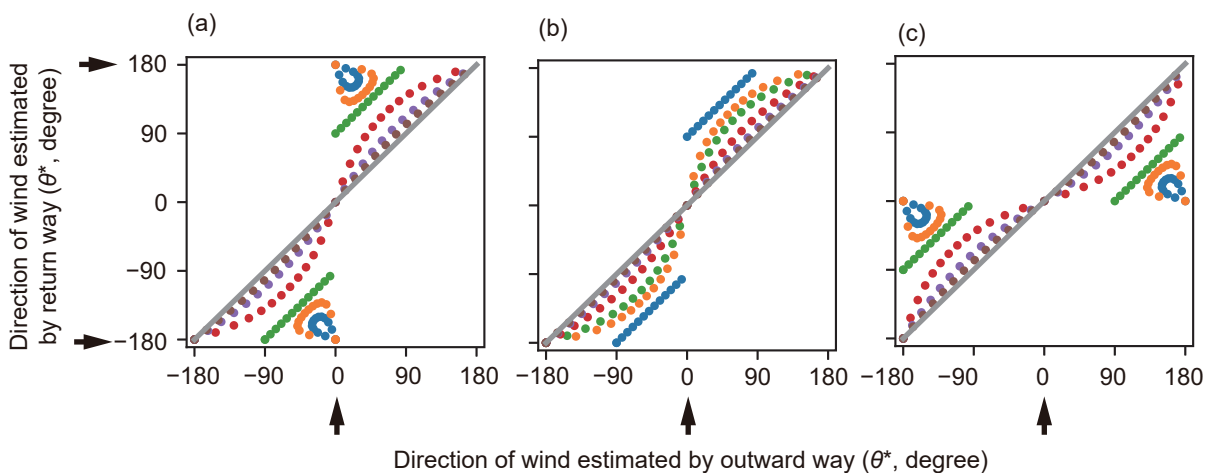 (a)
(b)
(c)
Direction of wind estimated
by return way (θ*, degree)
180
90
0
−90
−180
−180 −90 0 90 180
−180 −90 0 90 180
−180 −90 0 90 180
Direction of wind estimated by outward way (θ*, degree)